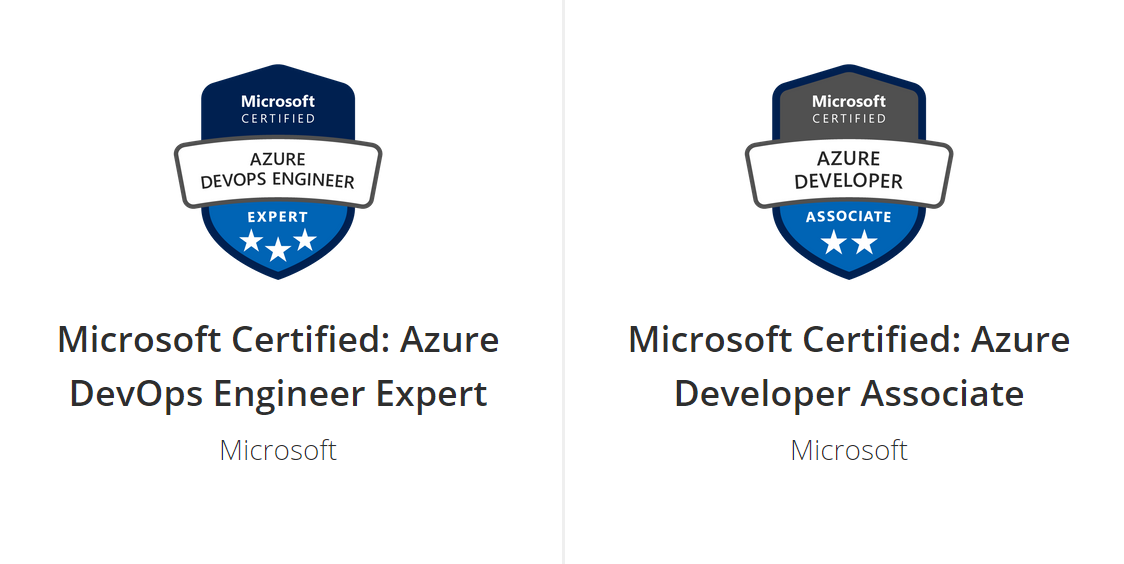 Microsoft
CERTIFIED
AZURE
DEVOPS ENGINEER
EXPERT
Microsoft Certified: Azure
DevOps Engineer Expert
Microsoft
Microsoft
CERTIFIED
AZURE
DEVELOPER
ASSOCIATE
Microsoft Certified: Azure
Developer Associate
Microsoft